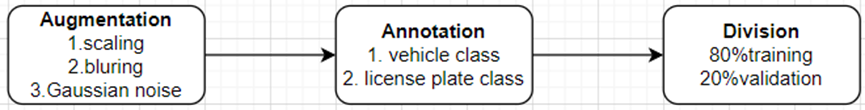 Augmentation
1.scaling
2.bluring
3.Gaussian noise
Annotation
1. vehicle class
2. license plate class
Division
80%training
20%validation